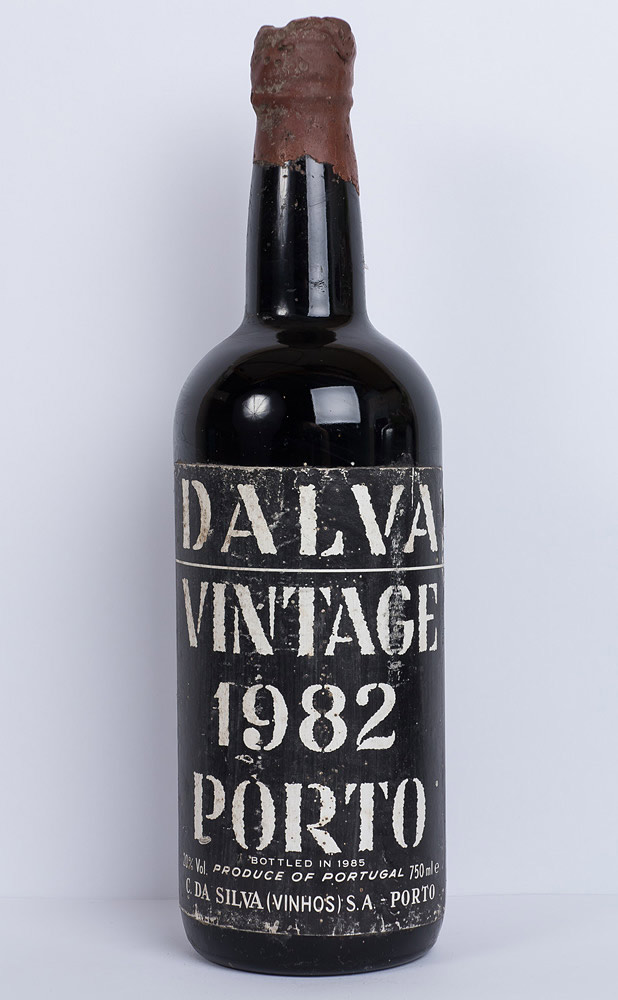 DALVA
VINTAGE
1982
PORTO
BOTTLED IN 1985
20% Vol. PRODUCE OF PORTUGAL 750 ml e
C. DA SILVA (VINHOS) S.A - PORTO